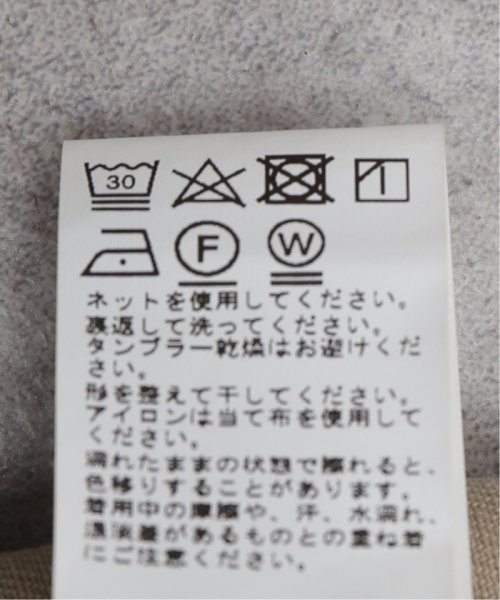 30
F W
ネットを使用してください。
裏返して洗ってください。
タンブラー乾燥はお避けくだ
さい。
形を整えて干してください。
アイロンは当て布を使用して
ください。
濡れたままの状態で擦れると、
色移りすることがあります。
着用中の摩擦や、汗、水濡れ、
濃淡差があるものとの重ね着
にご注意ください。